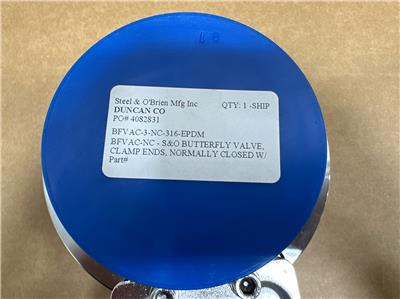 Steel & O'Brien Mfg Inc QTY: 1 -SHIP
DUNCAN CO
PO# 4082831
BFVAC-3-NC-316-EPDM
BFVAC-NC - S&O BUTTERFLY VALVE,
CLAMP ENDS, NORMALLY CLOSED W/
Part#